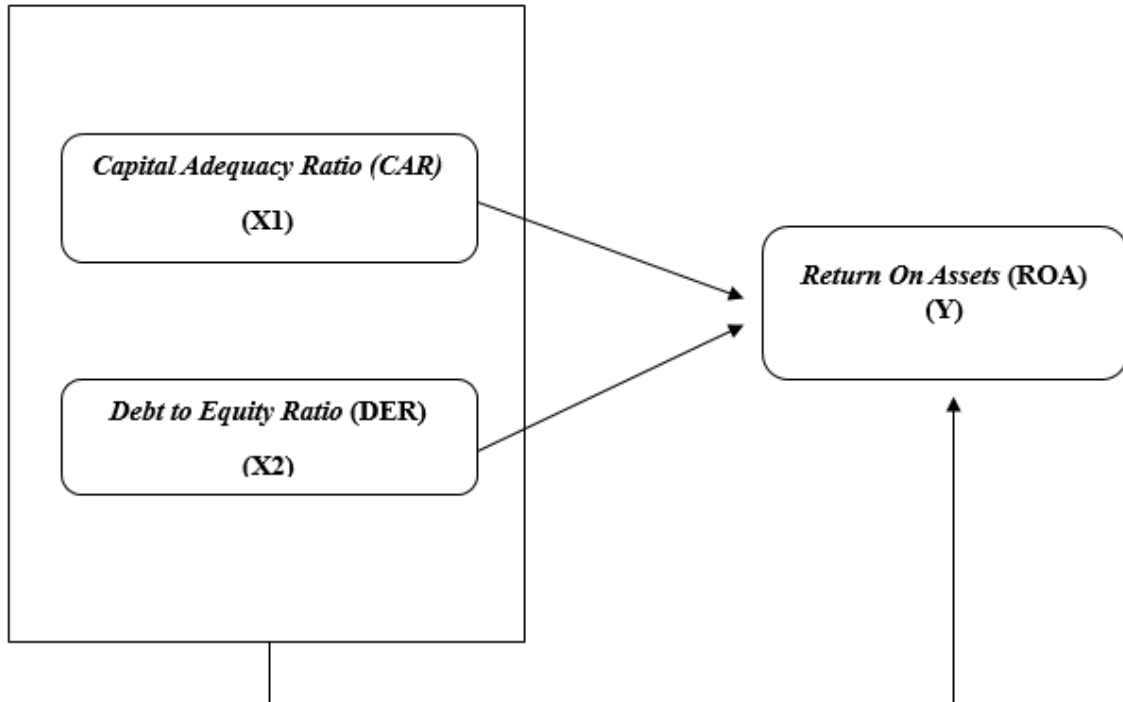 Capital Adequacy Ratio (CAR)
(X1)
Return On Assets (ROA)
(Y)
Debt to Equity Ratio (DER)
(X2)